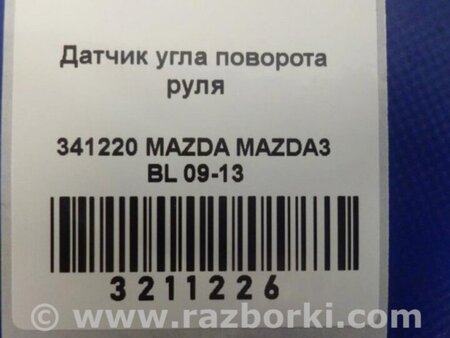 Датчик угла поворота
руля
341220 MAZDA MAZDA3
BL 09-13
3211226
© www.razborki.com